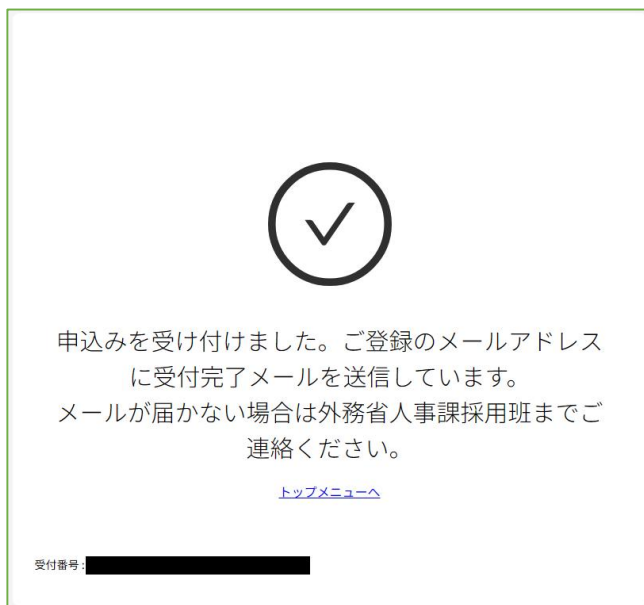 申込みを受け付けました。ご登録のメールアドレス
に受付完了メールを送信しています。
メールが届かない場合は外務省人事課採用班までご
連絡ください。
トップメニューへ
受付番号: